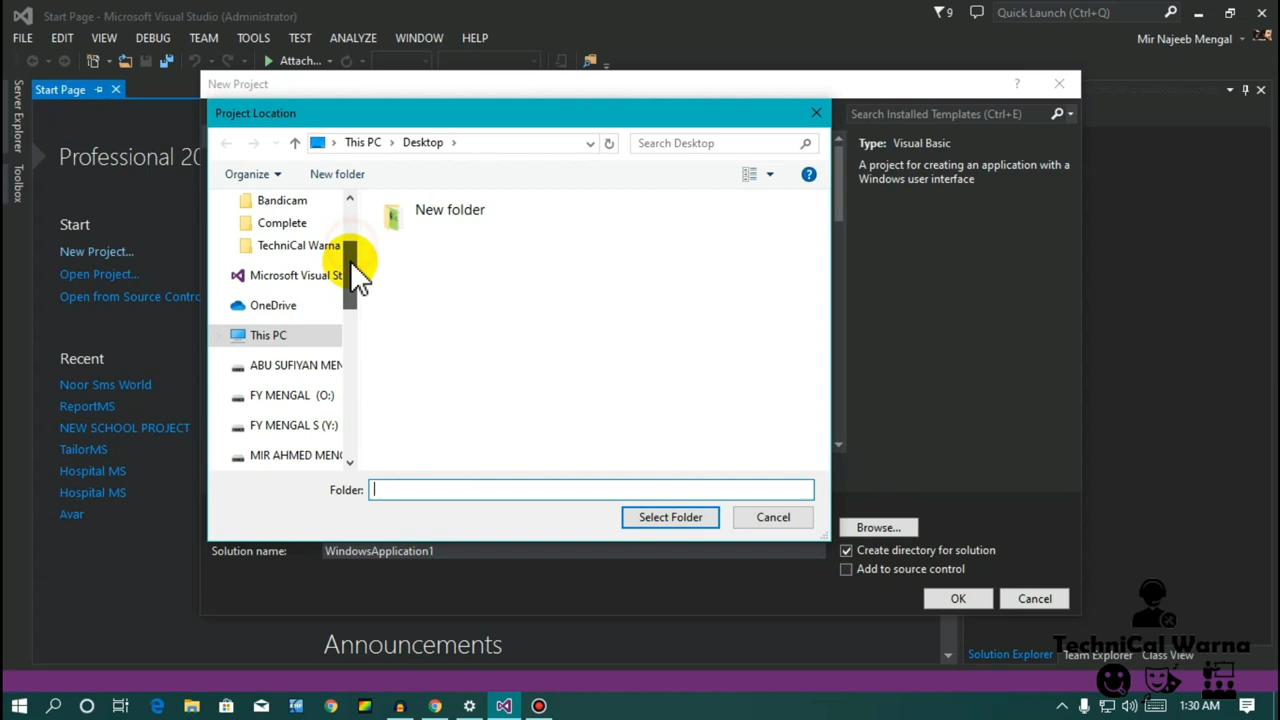 Start Page - Microsoft Visual Studio (Administrator)
9
Quick Launch (Ctrl+Q)
FILE EDIT VIEW DEBUG TEAM TOOLS TEST ANALYZE WINDOW HELP
Mir Najeeb Mengal
Attach...
Server Explorer
Toolbox
Start Page
New Project
?
Project Location
Search Installed Templates (Ctrl+E)
This PC > Desktop >
Search Desktop
Type: Visual Basic
A project for creating an application with a
Windows user interface
Professional 20
Organize
New folder
Bandicam
Complete
TechniCal Warna
Microsoft Visual St
OneDrive
This PC
ABU SUFIYAN MEN
FY MENGAL (O:)
FY MENGAL S (Y:)
MIR AHMED MENG
New folder
Start
New Project...
Open Project...
Open from Source Contro
Recent
Noor Sms World
ReportMS
NEW SCHOOL PROJECT
TailorMS
Hospital MS
Hospital MS
Avar
Folder:
Select Folder
Cancel
Browse...
Solution name:
WindowsApplication1
Create directory for solution
Add to source control
OK
Cancel
Announcements
TechniCal Warna
Solution Explorer Team Explorer Class View
1:30 AM